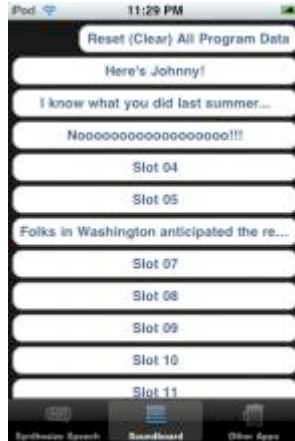 iPod 11:29 PM
Reset (Clear) All Program Data
Here's Johnny!
I know what you did last summer...
Noooooooooooooooooo!!!
Slot 04
Slot 05
Folks in Washington anticipated the re...
Slot 07
Slot 08
Slot 09
Slot 10
Slot 11
Synthesize Speech Soundboard Other Apps